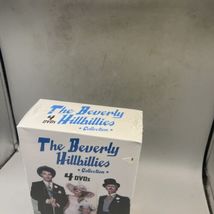 The Beverly
Hillbillies
4 DVDs • Collection •
The Beverly
Hillbillies
• Collection •
4 DVDs